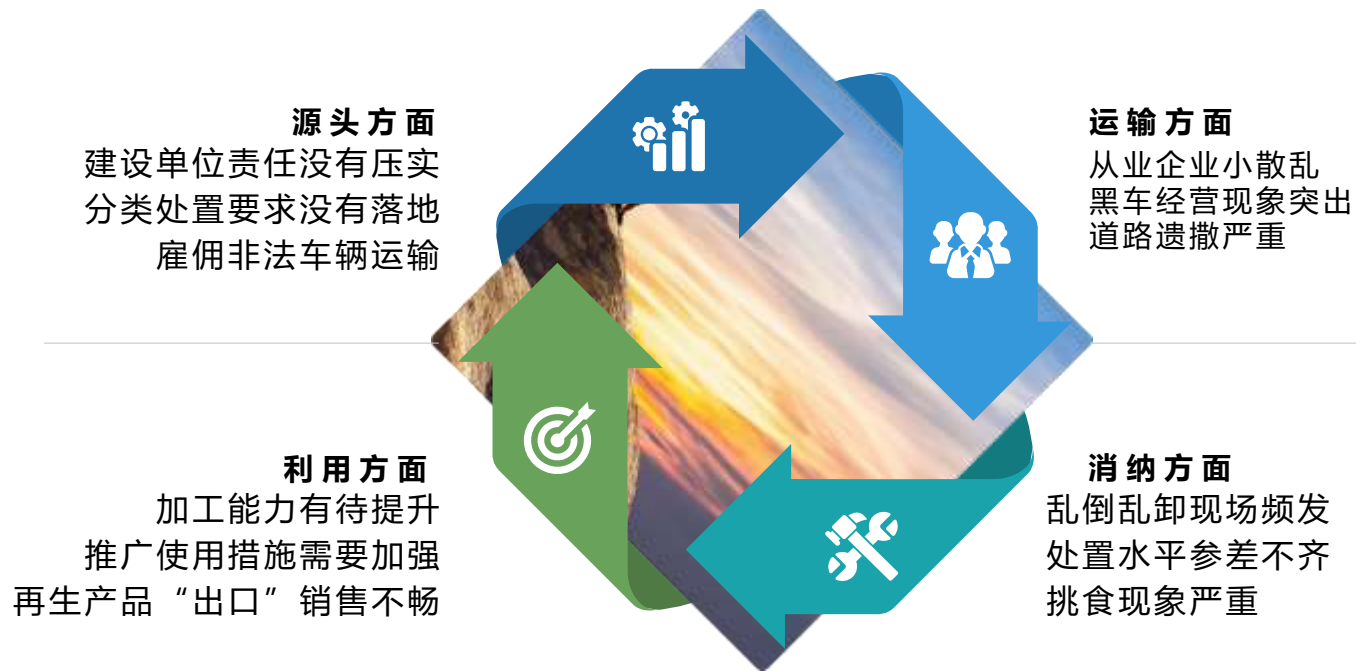 源头方面
建设单位责任没有压实
分类处置要求没有落地
雇佣非法车辆运输
运输方面
从业企业小散乱
黑车经营现象突出
道路遗撒严重
利用方面
加工能力有待提升
推广使用措施需要加强
再生产品“出口”销售不畅
消纳方面
乱倒乱卸现场频发
处置水平参差不齐
挑食现象严重